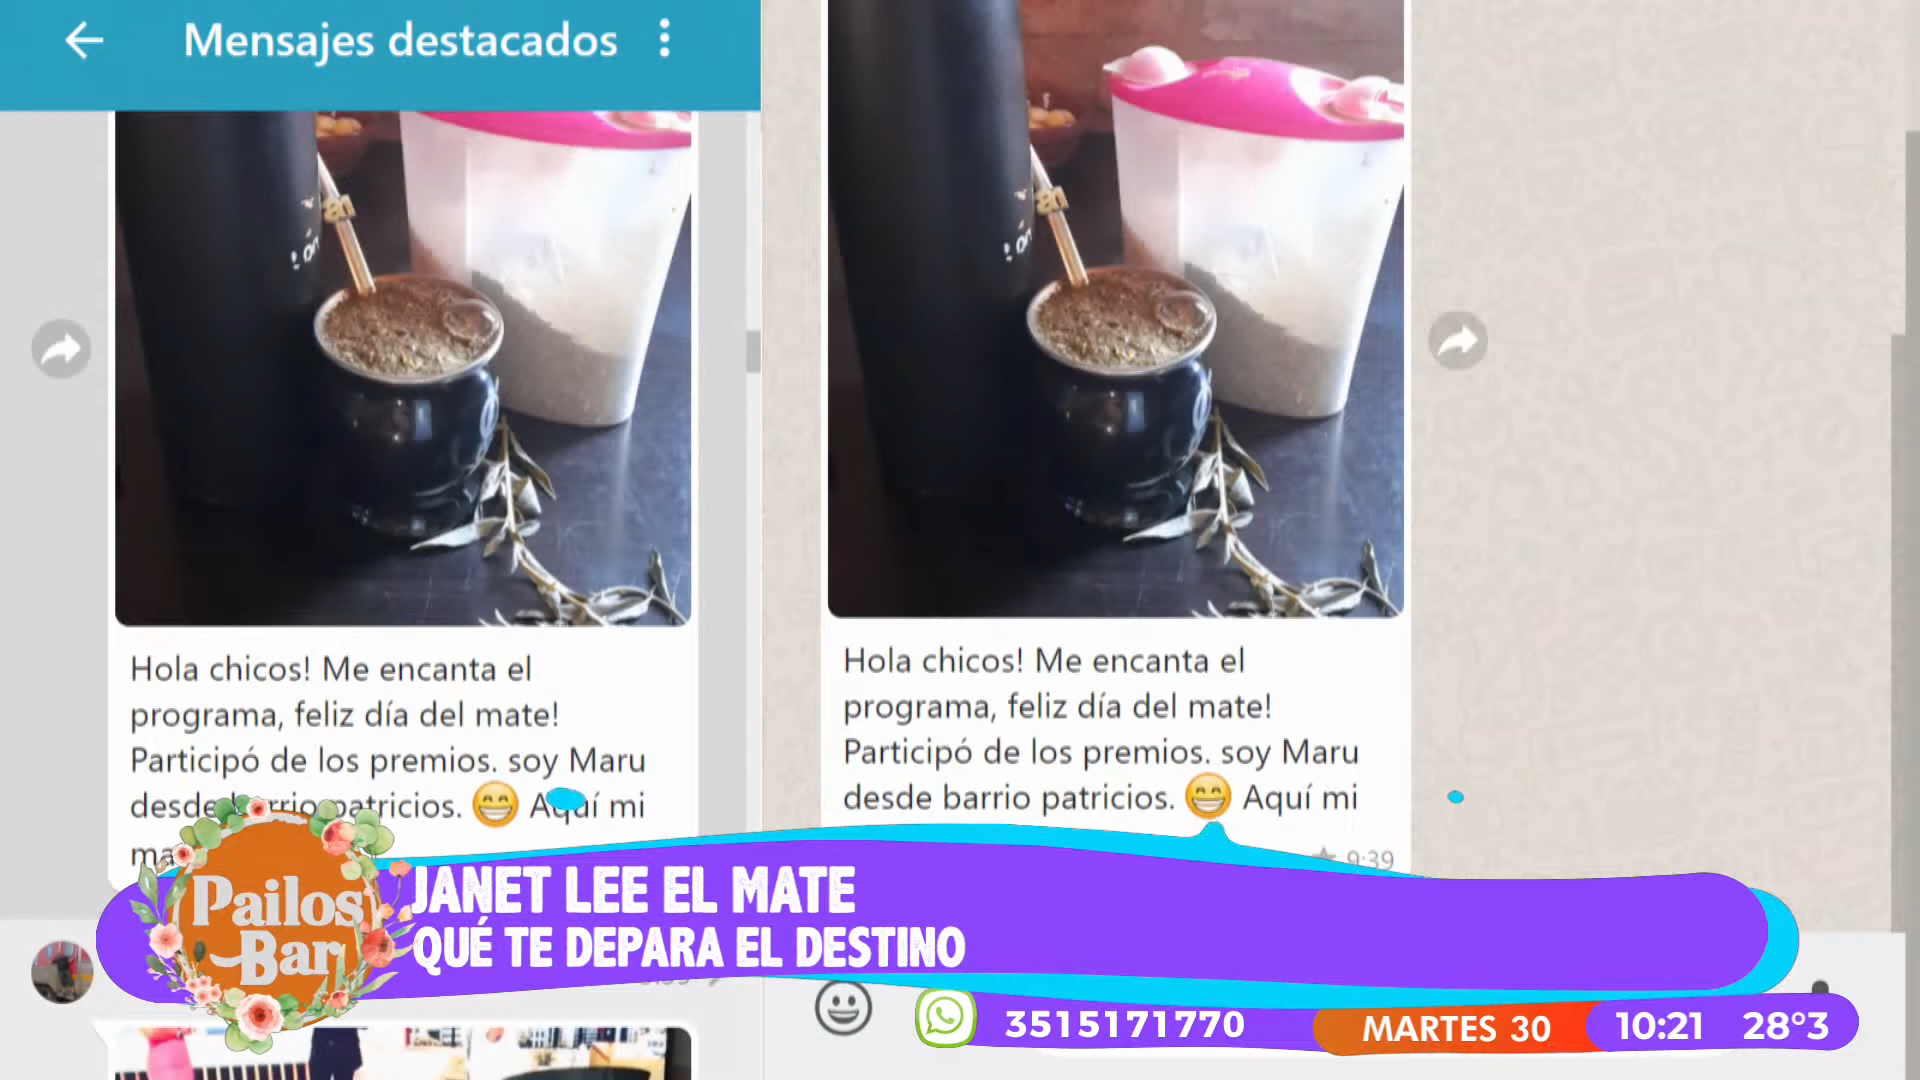 Mensajes destacados
Hola chicos! Me encanta el
programa, feliz día del mate!
Participó de los premios. soy Maru
desde barrio patricios. 😁 Aquí mi
Hola chicos! Me encanta el
programa, feliz día del mate!
Participó de los premios. soy Maru
desde barrio patricios. 😁 Aquí mi
9:39
Pailos
Bar
JANET LEE EL MATE
QUÉ TE DEPARA EL DESTINO
3515171770
MARTES 30
10:21
28°3